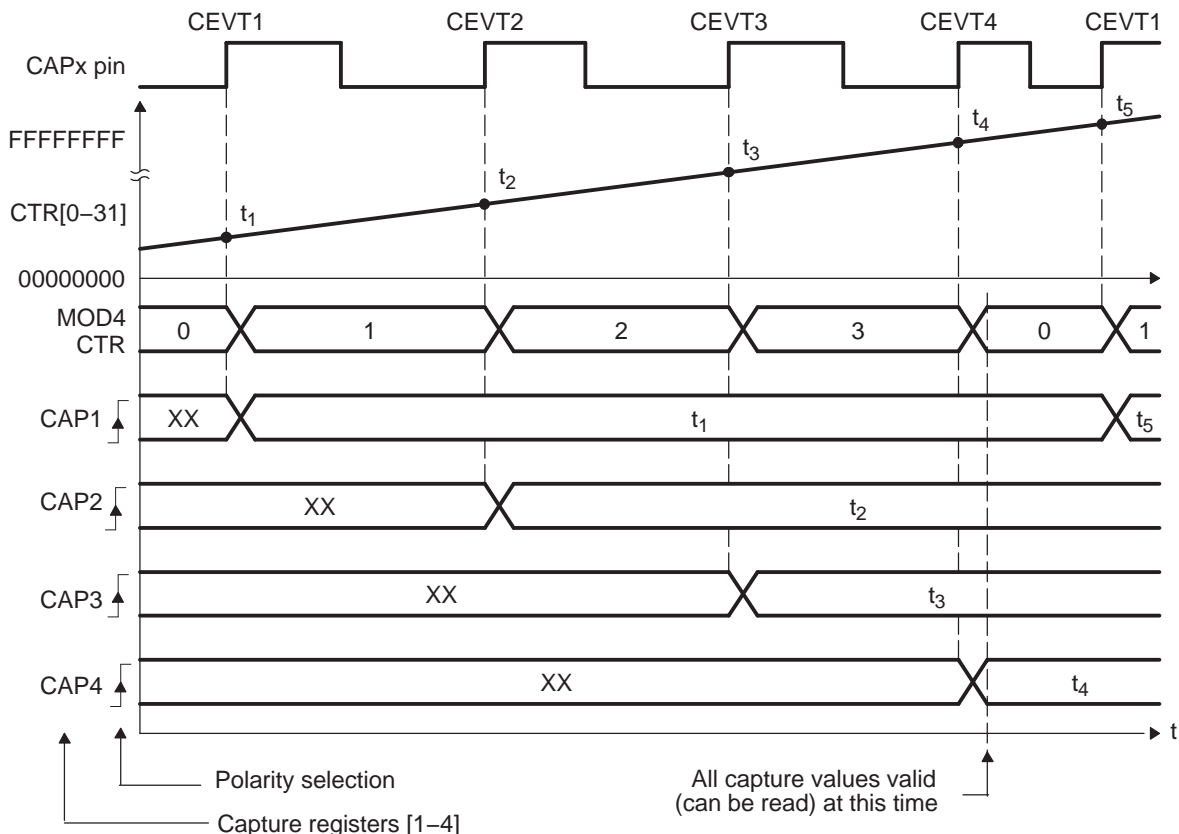 CEVT1 CEVT2 CEVT3 CEVT4 CEVT1
CAPx pin
t5
FFFFFFFF
t4
t3
t2
CTR[0–31]
t1
00000000
MOD4
CTR
0 1 2 3 0 1
CAP1 XX t1 t5
CAP2 XX t2
CAP3 XX t3
CAP4 XX t4
t
Polarity selection
All capture values valid
(can be read) at this time
Capture registers [1–4]